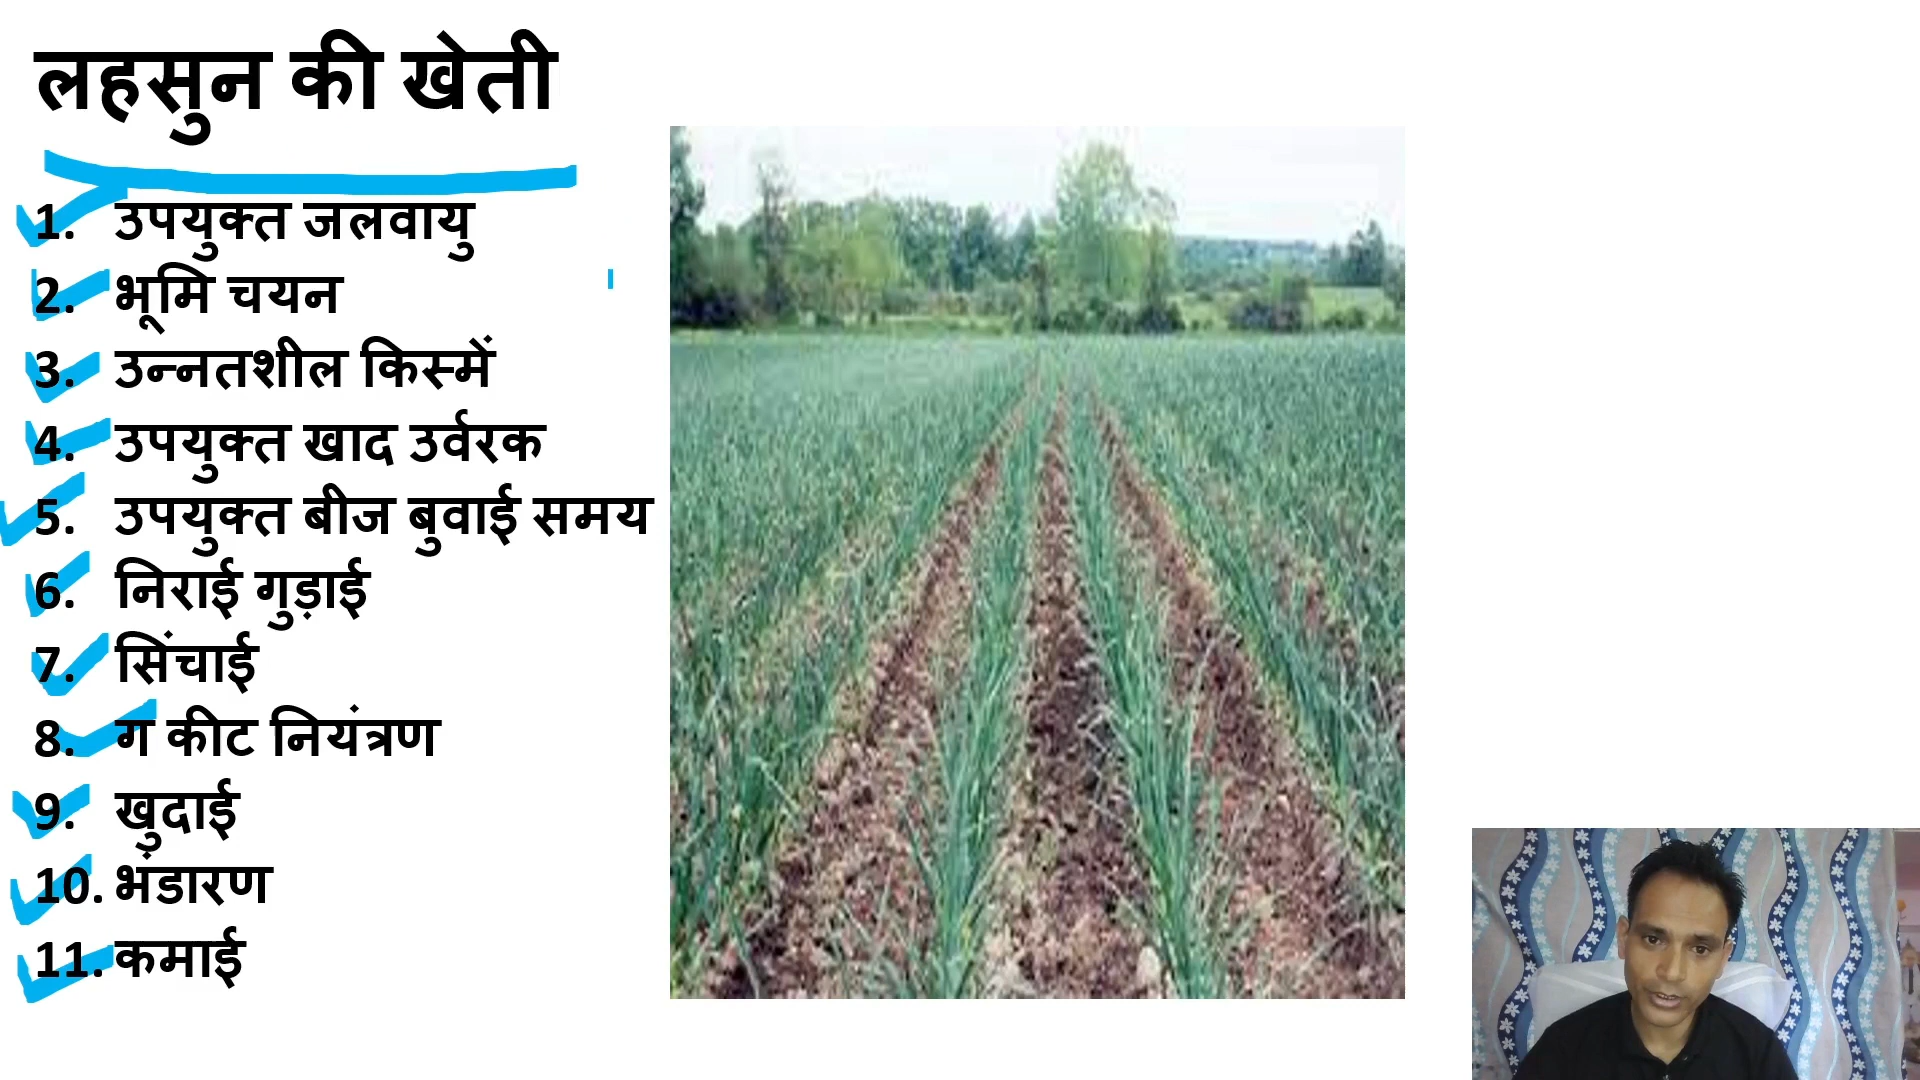 लहसुन की खेती
1. उपयुक्त जलवायु
2. भूमि चयन
3. उन्नतशील किस्में
4. उपयुक्त खाद उर्वरक
5. उपयुक्त बीज बुवाई समय
6. निराई गुड़ाई
7. सिंचाई
8. ग कीट नियंत्रण
9. खुदाई
10. भंडारण
11. कमाई